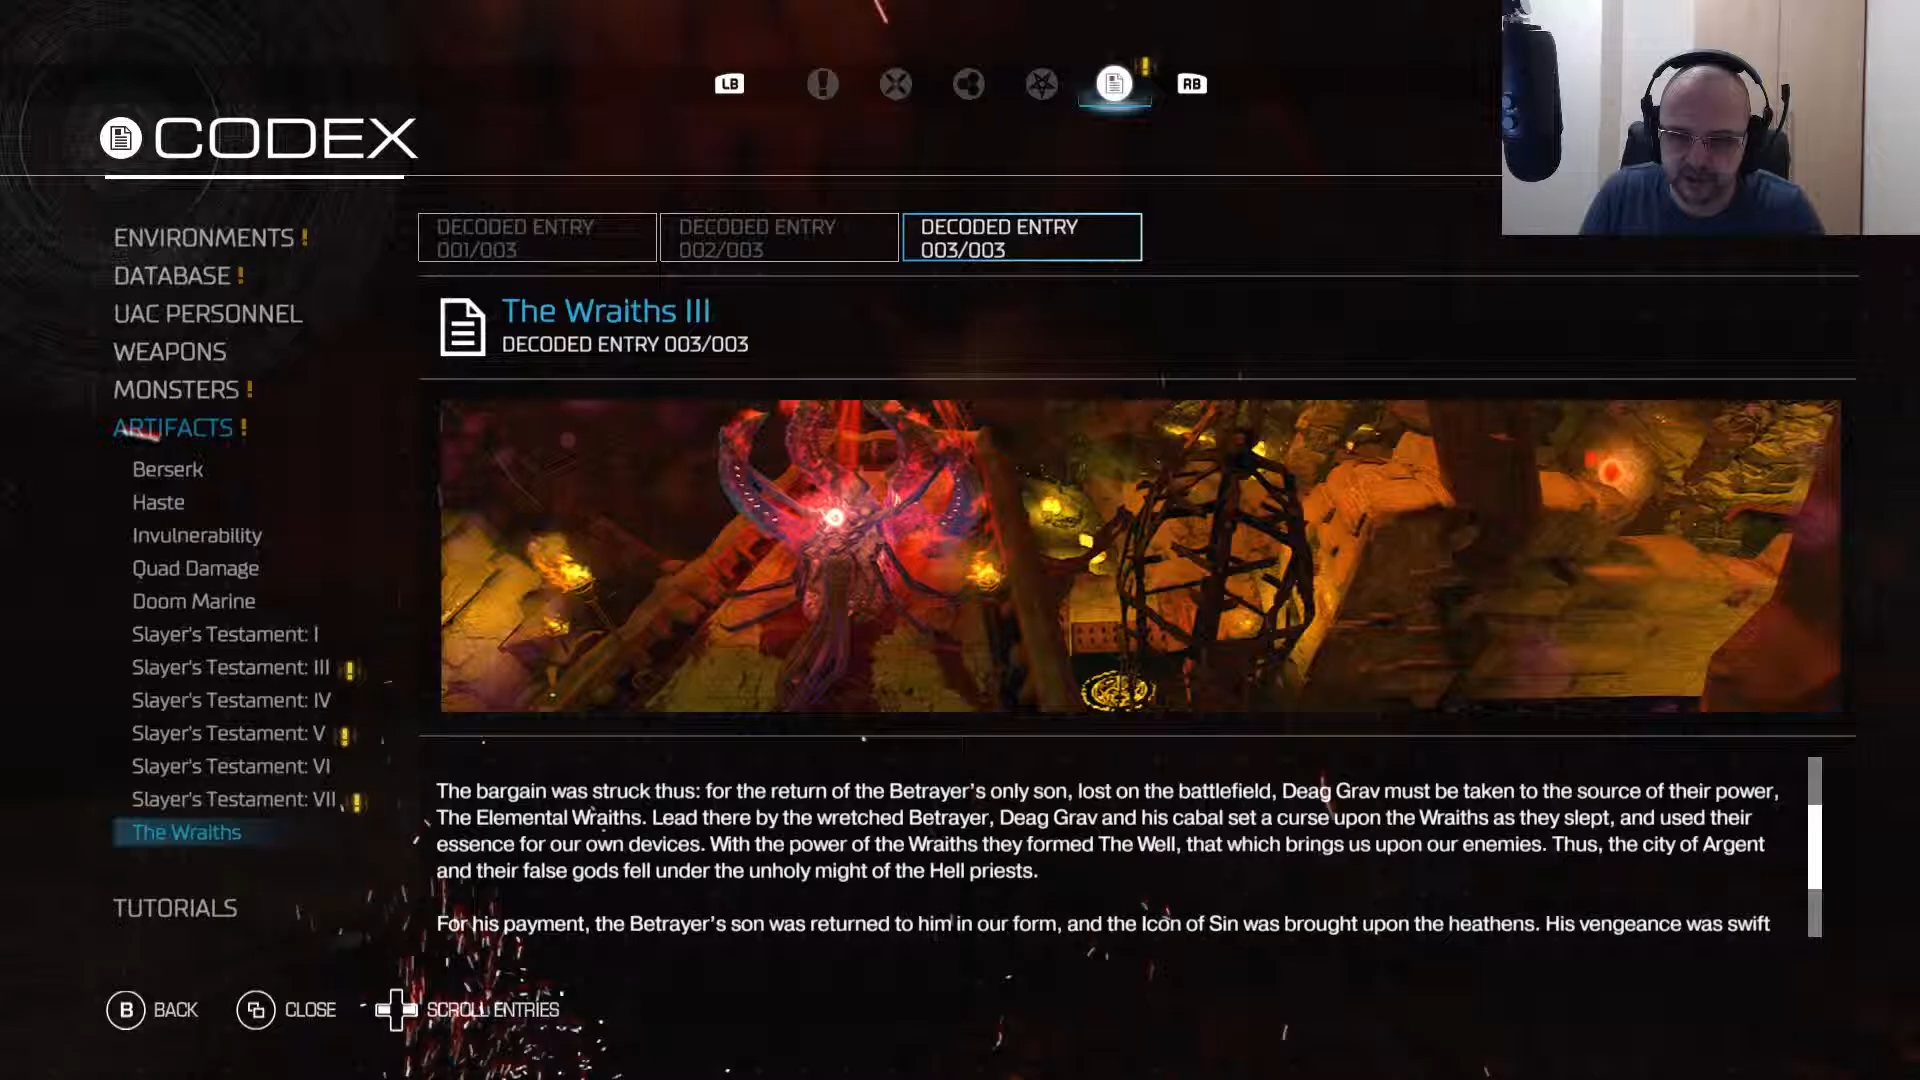 LB
RB
CODEX
ENVIRONMENTS !
DATABASE !
UAC PERSONNEL
WEAPONS
MONSTERS !
ARTIFACTS !
Berserk
Haste
Invulnerability
Quad Damage
Doom Marine
Slayer's Testament: I
Slayer's Testament: III !
Slayer's Testament: IV
Slayer's Testament: V !
Slayer's Testament: VI
Slayer's Testament: VII !
The Wraiths
TUTORIALS
DECODED ENTRY
001/003
DECODED ENTRY
002/003
DECODED ENTRY
003/003
The Wraiths III
DECODED ENTRY 003/003
The bargain was struck thus: for the return of the Betrayer's only son, lost on the battlefield, Deag Grav must be taken to the source of their power,
The Elemental Wraiths. Lead there by the wretched Betrayer, Deag Grav and his cabal set a curse upon the Wraiths as they slept, and used their
essence for our own devices. With the power of the Wraiths they formed The Well, that which brings us upon our enemies. Thus, the city of Argent
and their false gods fell under the unholy might of the Hell priests.
For his payment, the Betrayer's son was returned to him in our form, and the Icon of Sin was brought upon the heathens. His vengeance was swift
B BACK
CLOSE
SCROLL ENTRIES